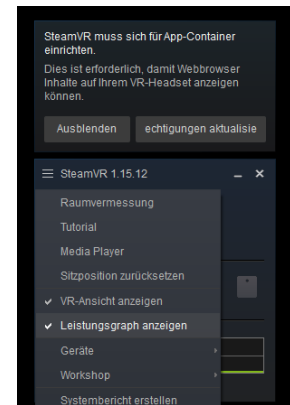 SteamVR muss sich für App-Container
einrichten.
Dies ist erforderlich, damit Webbrowser
Inhalte auf Ihrem VR-Headset anzeigen
können.
Ausblenden
echtigungen aktualisie
SteamVR 1.15.12
Raumvermessung
Tutorial
Media Player
Sitzposition zurücksetzen
VR-Ansicht anzeigen
Leistungsgraph anzeigen
Geräte
Workshop
Systembericht erstellen